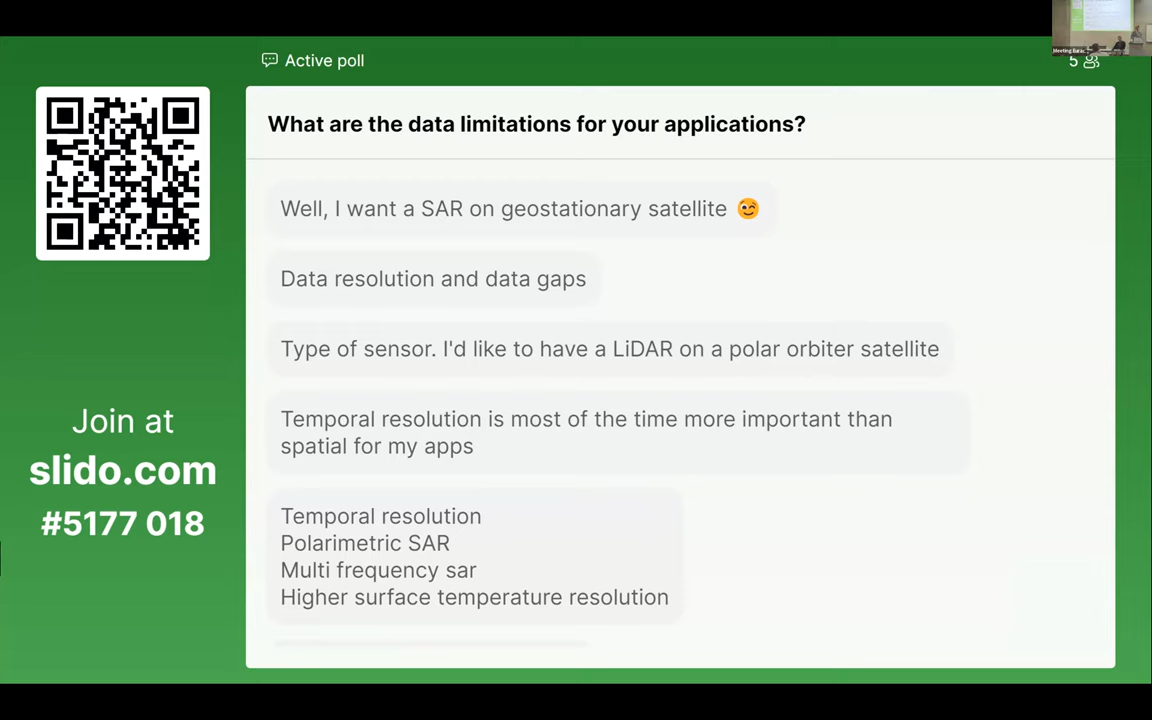 Active poll
5
What are the data limitations for your applications?
Well, I want a SAR on geostationary satellite 😉
Data resolution and data gaps
Type of sensor. I'd like to have a LiDAR on a polar orbiter satellite
Temporal resolution is most of the time more important than
spatial for my apps
Temporal resolution
Polarimetric SAR
Multi frequency sar
Higher surface temperature resolution
Join at
slido.com
#5177 018